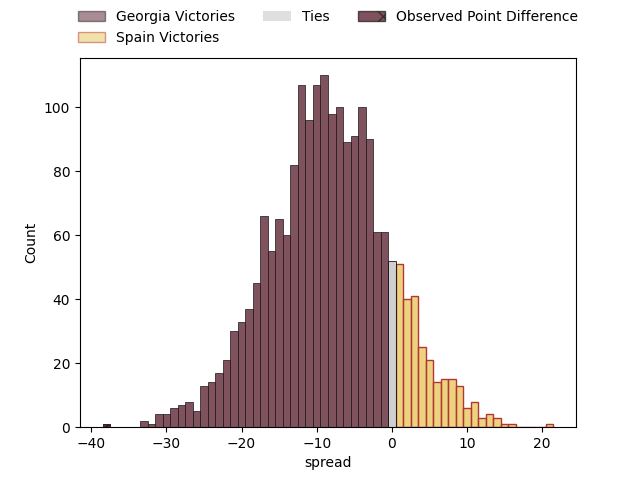 Georgia Victories
Ties
Observed Point Difference
Spain Victories
100
80
60
40
20
0
Count
−40
−30
−20
−10
0
10
20
spread